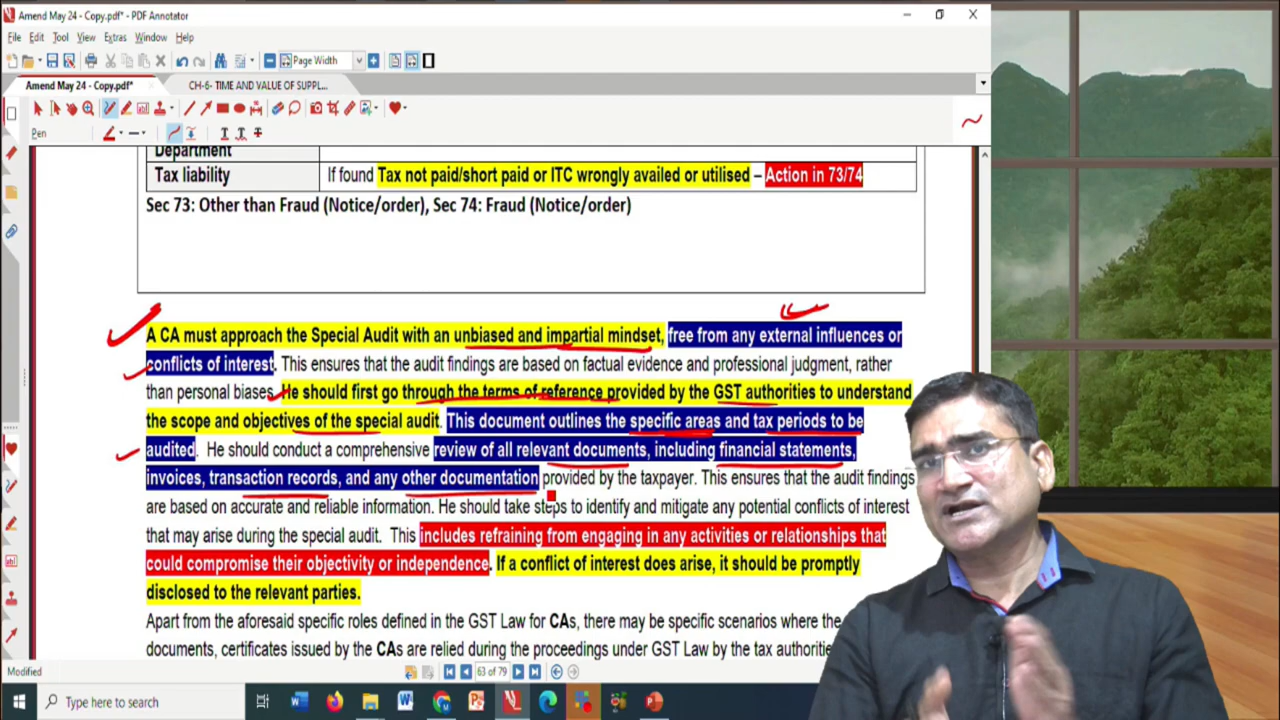 Amend May 24 - Copy.pdf* - PDF Annotator
File Edit Tool View Extras Window Help
Page Width
Amend May 24 - Copy.pdf*
CH-6- TIME AND VALUE OF SUPPL...
Pen
Department
Tax liability If found Tax not paid/short paid or ITC wrongly availed or utilised – Action in 73/74
Sec 73: Other than Fraud (Notice/order), Sec 74: Fraud (Notice/order)
A CA must approach the Special Audit with an unbiased and impartial mindset, free from any external influences or
conflicts of interest. This ensures that the audit findings are based on factual evidence and professional judgment, rather
than personal biases. He should first go through the terms of reference provided by the GST authorities to understand
the scope and objectives of the special audit. This document outlines the specific areas and tax periods to be
audited. He should conduct a comprehensive review of all relevant documents, including financial statements,
invoices, transaction records, and any other documentation provided by the taxpayer. This ensures that the audit findings
are based on accurate and reliable information. He should take steps to identify and mitigate any potential conflicts of interest
that may arise during the special audit. This includes refraining from engaging in any activities or relationships that
could compromise their objectivity or independence. If a conflict of interest does arise, it should be promptly
disclosed to the relevant parties.
Apart from the aforesaid specific roles defined in the GST Law for CAs, there may be specific scenarios where the
documents, certificates issued by the CAs are relied during the proceedings under GST Law by the tax
Modified
63 of 79
Type here to search